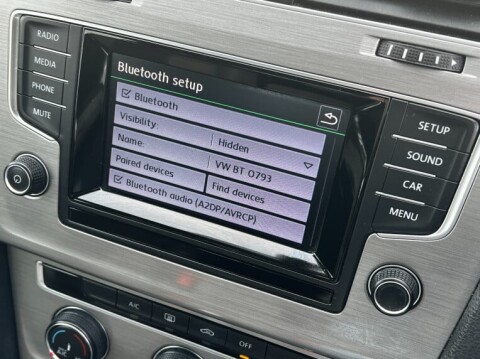 RADIO
MEDIA
PHONE
MUTE
Bluetooth setup
Bluetooth
Visibility: Hidden
Name: VW BT 0793
Paired devices Find devices
Bluetooth audio (A2DP/AVRCP)
SETUP
SOUND
CAR
MENU
A/C
OFF